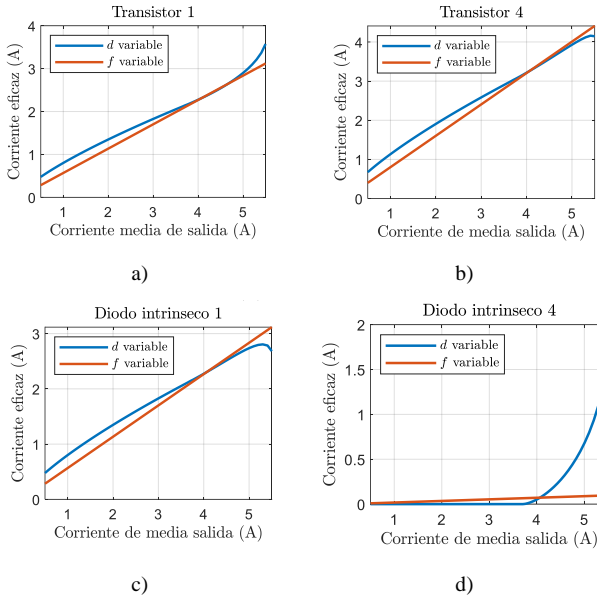 Transistor 1
Corriente eficaz (A)
4
3
2
1
0
d variable
f variable
1 2 3 4 5
Corriente media de salida (A)
a)
Transistor 4
Corriente eficaz (A)
4
3
2
1
0
d variable
f variable
1 2 3 4 5
Corriente media salida (A)
b)
Diodo intrinseco 1
Corriente eficaz (A)
3
2
1
0
d variable
f variable
1 2 3 4 5
Corriente media de salida (A)
c)
Diodo intrinseco 4
Corriente eficaz (A)
2
1.5
1
0.5
0
d variable
f variable
1 2 3 4 5
Corriente de media salida (A)
d)